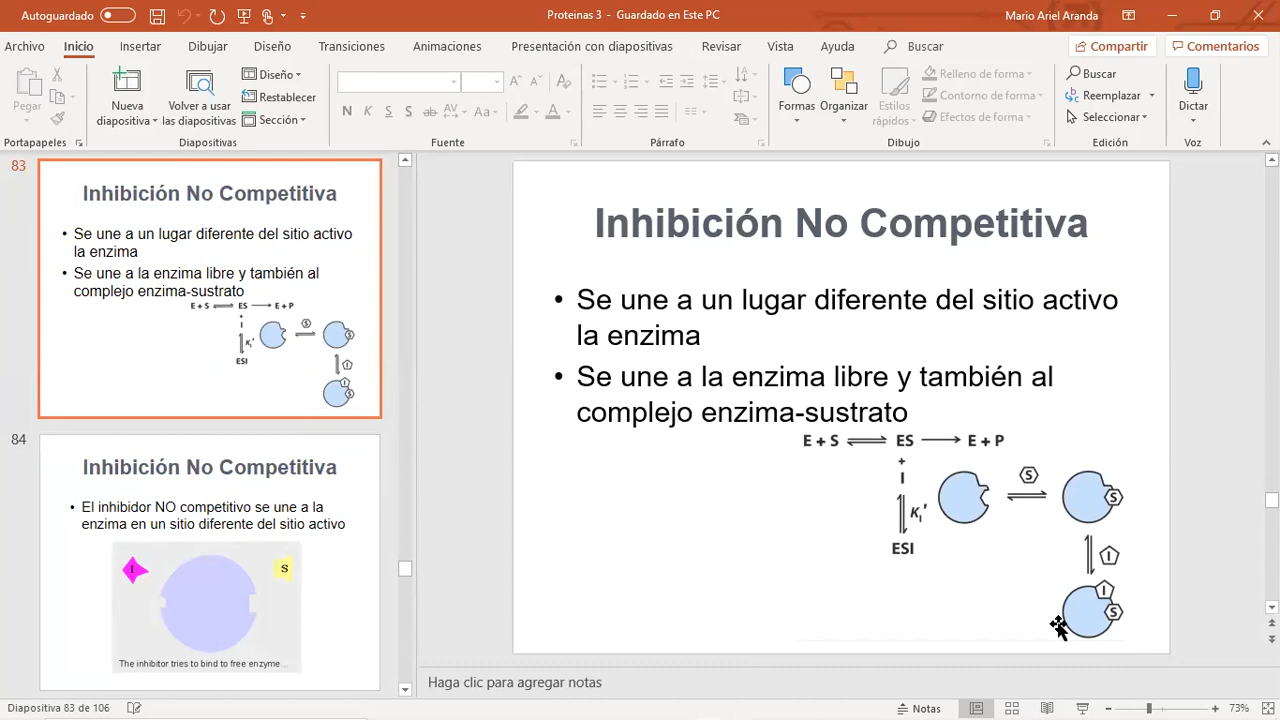 Autoguardado
Proteinas 3 - Guardado en Este PC
Mario Ariel Aranda
Archivo Inicio Insertar Dibujar Diseño Transiciones Animaciones Presentación con diapositivas Revisar Vista Ayuda Buscar Compartir Comentarios
Pegar
Portapapeles
Nueva
diapositiva
Volver a usar
las diapositivas
Diseño
Restablecer
Sección
Diapositivas
N K S ab AV Aa A
Fuente
Párrafo
Formas
Organizar
Estilos
rápidos
Relleno de forma
Contorno de forma
Efectos de forma
Dibujo
Buscar
Reemplazar
Seleccionar
Edición
Dictar
Voz
83
Inhibición No Competitiva
• Se une a un lugar diferente del sitio activo
la enzima
• Se une a la enzima libre y también al
complejo enzima-sustrato
E + S ⇌ ES ⟶ E + P
+
I
K I'
ESI
S
S
I
I
S
84
Inhibición No Competitiva
• El inhibidor NO competitivo se une a la
enzima en un sitio diferente del sitio activo
I
S
The inhibitor tries to bind to free enzyme...
Inhibición No Competitiva
• Se une a un lugar diferente del sitio activo
la enzima
• Se une a la enzima libre y también al
complejo enzima-sustrato
E + S ⇌ ES ⟶ E + P
+
I
K I'
ESI
S
S
I
I
S
Haga clic para agregar notas
Diapositiva 83 de 106
Notas
73%